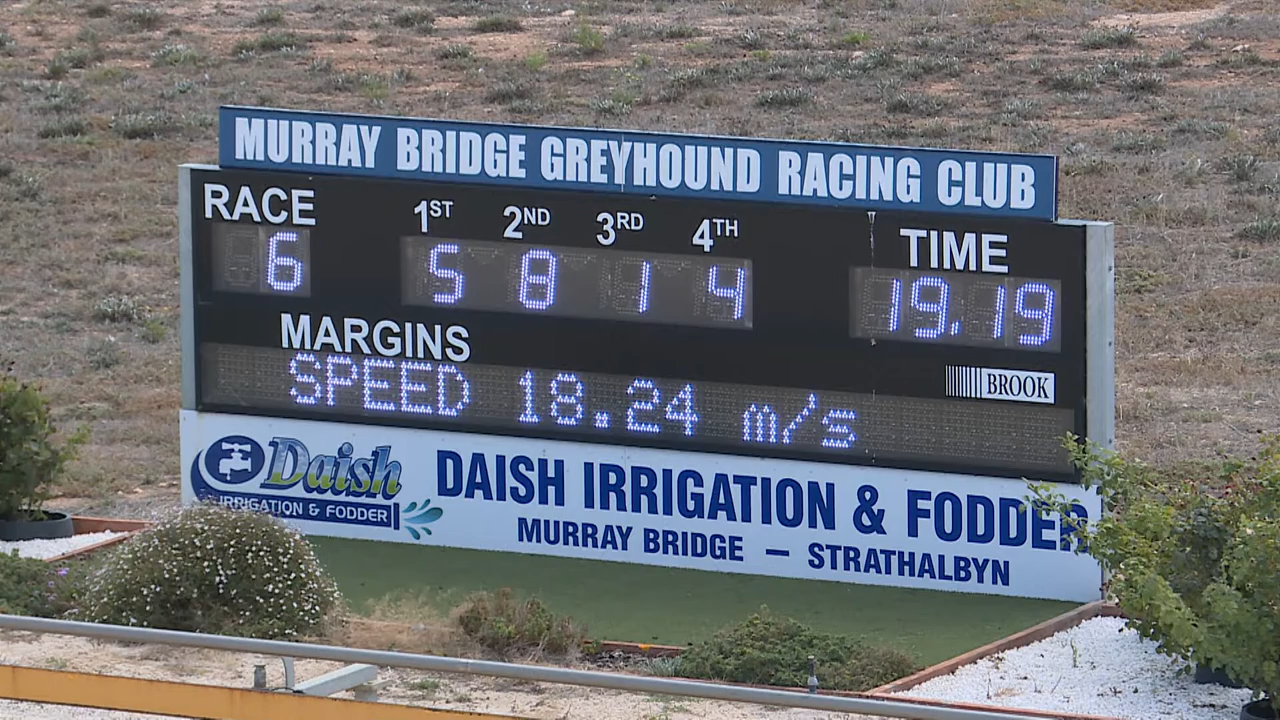 MURRAY BRIDGE GREYHOUND RACING CLUB
RACE 1ST 2ND 3RD 4TH TIME
6 5 8 1 4 19.19
MARGINS
SPEED 18.24 m/s
BROOK
Daish
IRRIGATION & FODDER
DAISH IRRIGATION & FODDER
MURRAY BRIDGE – STRATHALBYN